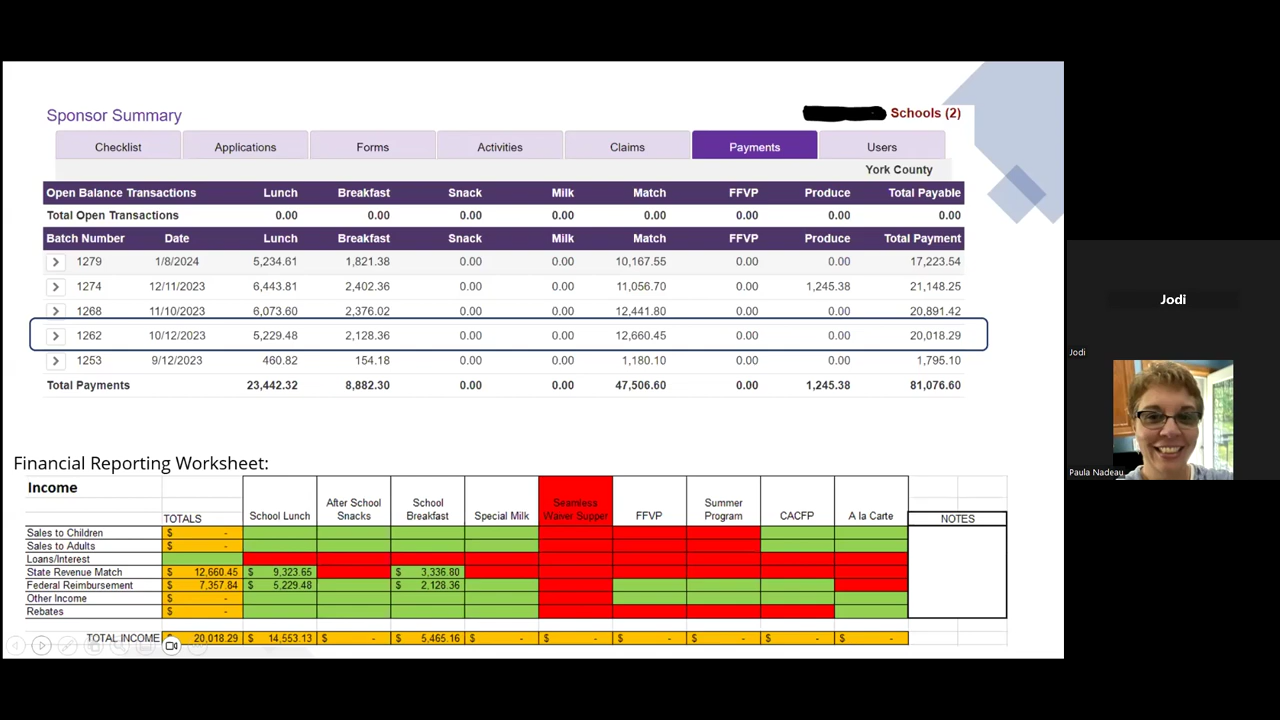 Sponsor Summary
Schools (2)
Checklist Applications Forms Activities Claims Payments Users
York County
Open Balance Transactions Lunch Breakfast Snack Milk Match FFVP Produce Total Payable
Total Open Transactions 0.00 0.00 0.00 0.00 0.00 0.00 0.00 0.00
Batch Number Date Lunch Breakfast Snack Milk Match FFVP Produce Total Payment
1279 1/8/2024 5,234.61 1,821.38 0.00 0.00 10,167.55 0.00 0.00 17,223.54
1274 12/11/2023 6,443.81 2,402.36 0.00 0.00 11,056.70 0.00 1,245.38 21,148.25
1268 11/10/2023 6,073.60 2,376.02 0.00 0.00 12,441.80 0.00 0.00 20,891.42
1262 10/12/2023 5,229.48 2,128.36 0.00 0.00 12,660.45 0.00 0.00 20,018.29
1253 9/12/2023 460.82 154.18 0.00 0.00 1,180.10 0.00 0.00 1,795.10
Total Payments 23,442.32 8,882.30 0.00 0.00 47,506.60 0.00 1,245.38 81,076.60
Financial Reporting Worksheet:
Income
TOTALS School Lunch After School Snacks School Breakfast Special Milk Seamless Waiver Supper FFVP Summer Program CACFP A la Carte NOTES
Sales to Children $ -
Sales to Adults $ -
Loans/Interest
State Revenue Match $ 12,660.45 $ 9,323.65 $ 3,336.80
Federal Reimbursement $ 7,357.84 $ 5,229.48 $ 2,128.36
Other Income $ -
Rebates $ -
TOTAL INCOME $ 20,018.29 $ 14,553.13 $ - $ 5,465.16 $ - $ - $ - $ - $ - $ -
Jodi
Jodi
Paula Nadeau